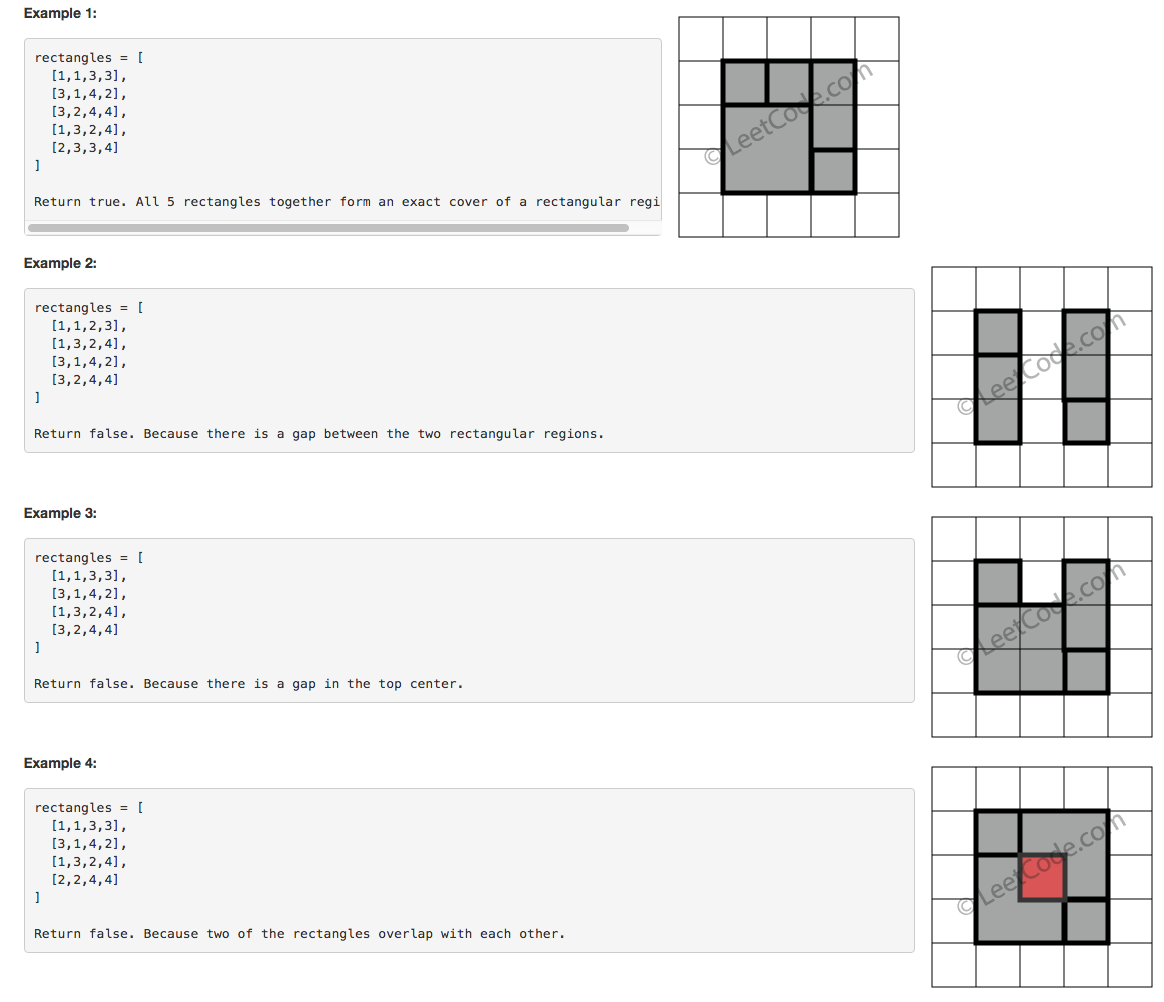 Example 1:
rectangles = [
  [1,1,3,3],
  [3,1,4,2],
  [3,2,4,4],
  [1,3,2,4],
  [2,3,3,4]
]
Return true. All 5 rectangles together form an exact cover of a rectangular regi
© LeetCode.com
Example 2:
rectangles = [
  [1,1,2,3],
  [1,3,2,4],
  [3,1,4,2],
  [3,2,4,4]
]
Return false. Because there is a gap between the two rectangular regions.
© LeetCode.com
Example 3:
rectangles = [
  [1,1,3,3],
  [3,1,4,2],
  [1,3,2,4],
  [3,2,4,4]
]
Return false. Because there is a gap in the top center.
© LeetCode.com
Example 4:
rectangles = [
  [1,1,3,3],
  [3,1,4,2],
  [1,3,2,4],
  [2,2,4,4]
]
Return false. Because two of the rectangles overlap with each other.
© LeetCode.com